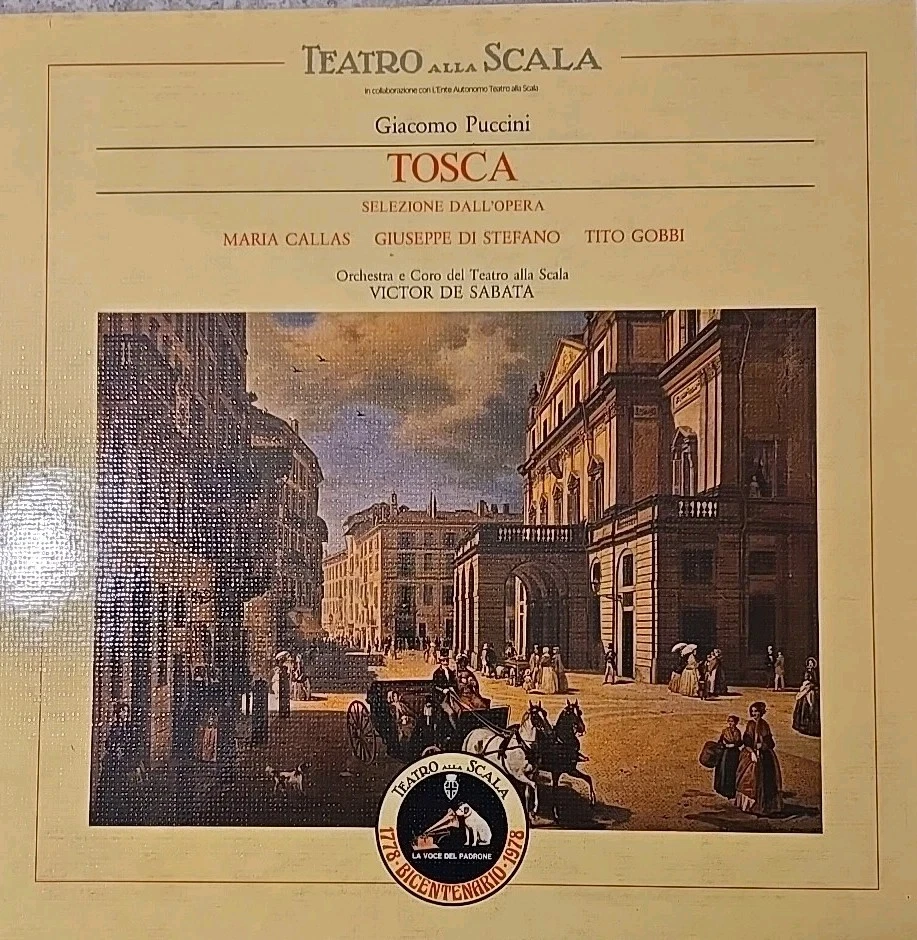 TEATRO ALLA SCALA
in collaborazione con L'Ente Autonomo Teatro alla Scala
Giacomo Puccini
TOSCA
SELEZIONE DALL'OPERA
MARIA CALLAS GIUSEPPE DI STEFANO TITO GOBBI
Orchestra e Coro del Teatro alla Scala
VICTOR DE SABATA
TEATRO ALLA SCALA
LA VOCE DEL PADRONE
1778 · BICENTENARIO · 1978